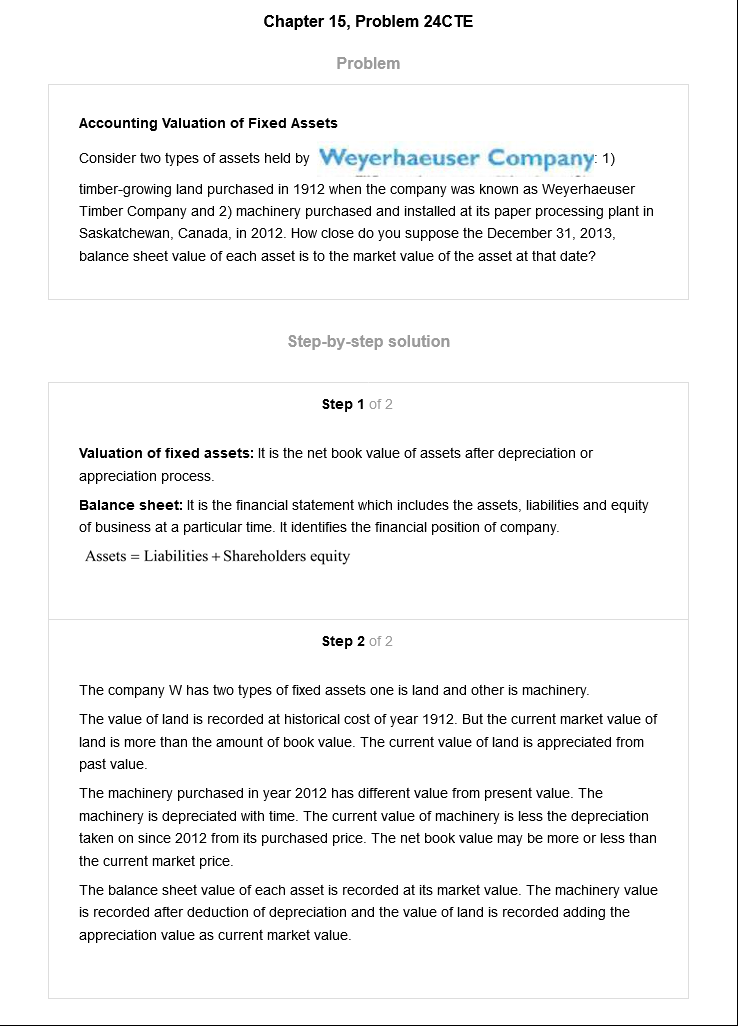 Chapter 15, Problem 24CTE
Problem
Accounting Valuation of Fixed Assets
Consider two types of assets held by Weyerhaeuser Company: 1)
timber-growing land purchased in 1912 when the company was known as Weyerhaeuser
Timber Company and 2) machinery purchased and installed at its paper processing plant in
Saskatchewan, Canada, in 2012. How close do you suppose the December 31, 2013,
balance sheet value of each asset is to the market value of the asset at that date?
Step-by-step solution
Step 1 of 2
Valuation of fixed assets: It is the net book value of assets after depreciation or
appreciation process.
Balance sheet: It is the financial statement which includes the assets, liabilities and equity
of business at a particular time. It identifies the financial position of company.
Assets = Liabilities + Shareholders equity
Step 2 of 2
The company W has two types of fixed assets one is land and other is machinery.
The value of land is recorded at historical cost of year 1912. But the current market value of
land is more than the amount of book value. The current value of land is appreciated from
past value.
The machinery purchased in year 2012 has different value from present value. The
machinery is depreciated with time. The current value of machinery is less the depreciation
taken on since 2012 from its purchased price. The net book value may be more or less than
the current market price.
The balance sheet value of each asset is recorded at its market value. The machinery value
is recorded after deduction of depreciation and the value of land is recorded adding the
appreciation value as current market value.